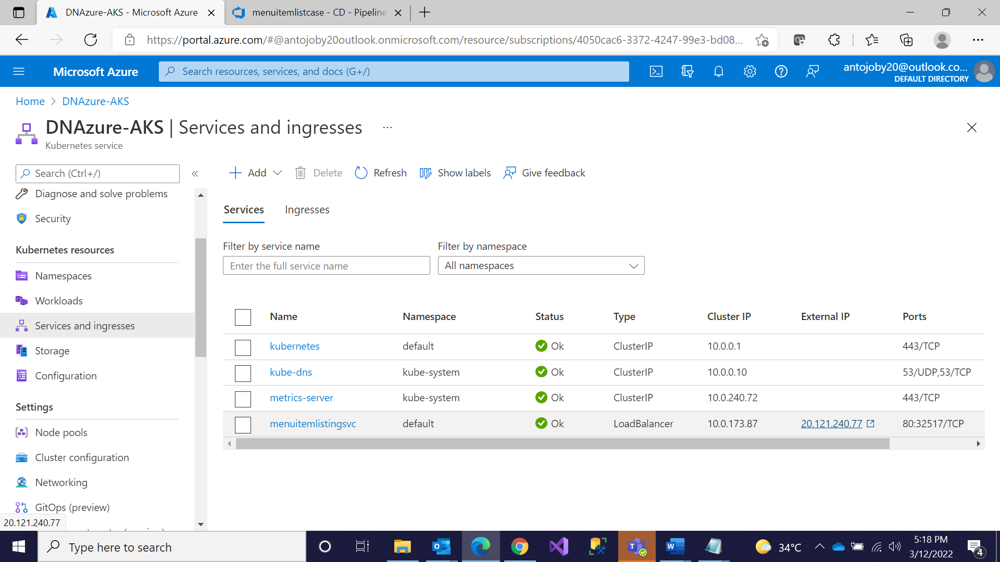 DNAzure-AKS - Microsoft Azure
menuitemlistcase - CD - Pipeline
https://portal.azure.com/#@antojoby20outlook.onmicrosoft.com/resource/subscriptions/4050cac6-3372-4247-99e3-bd08...
Microsoft Azure
Search resources, services, and docs (G+/)
antojoby20@outlook.co...
DEFAULT DIRECTORY
Home > DNAzure-AKS
DNAzure-AKS | Services and ingresses ...
Kubernetes service
Search (Ctrl+/)
Add
Delete
Refresh
Show labels
Give feedback
Diagnose and solve problems
Security
Kubernetes resources
Namespaces
Workloads
Services and ingresses
Storage
Configuration
Settings
Node pools
Cluster configuration
Networking
GitOps (preview)
20.121.240.77
Services
Ingresses
Filter by service name
Filter by namespace
Enter the full service name
All namespaces
Name Namespace Status Type Cluster IP External IP Ports
kubernetes default Ok ClusterIP 10.0.0.1 443/TCP
kube-dns kube-system Ok ClusterIP 10.0.0.10 53/UDP,53/TCP
metrics-server kube-system Ok ClusterIP 10.0.240.72 443/TCP
menuitemlistingsvc default Ok LoadBalancer 10.0.173.87 20.121.240.77 80:32517/TCP
Type here to search
34°C
5:18 PM
3/12/2022
4